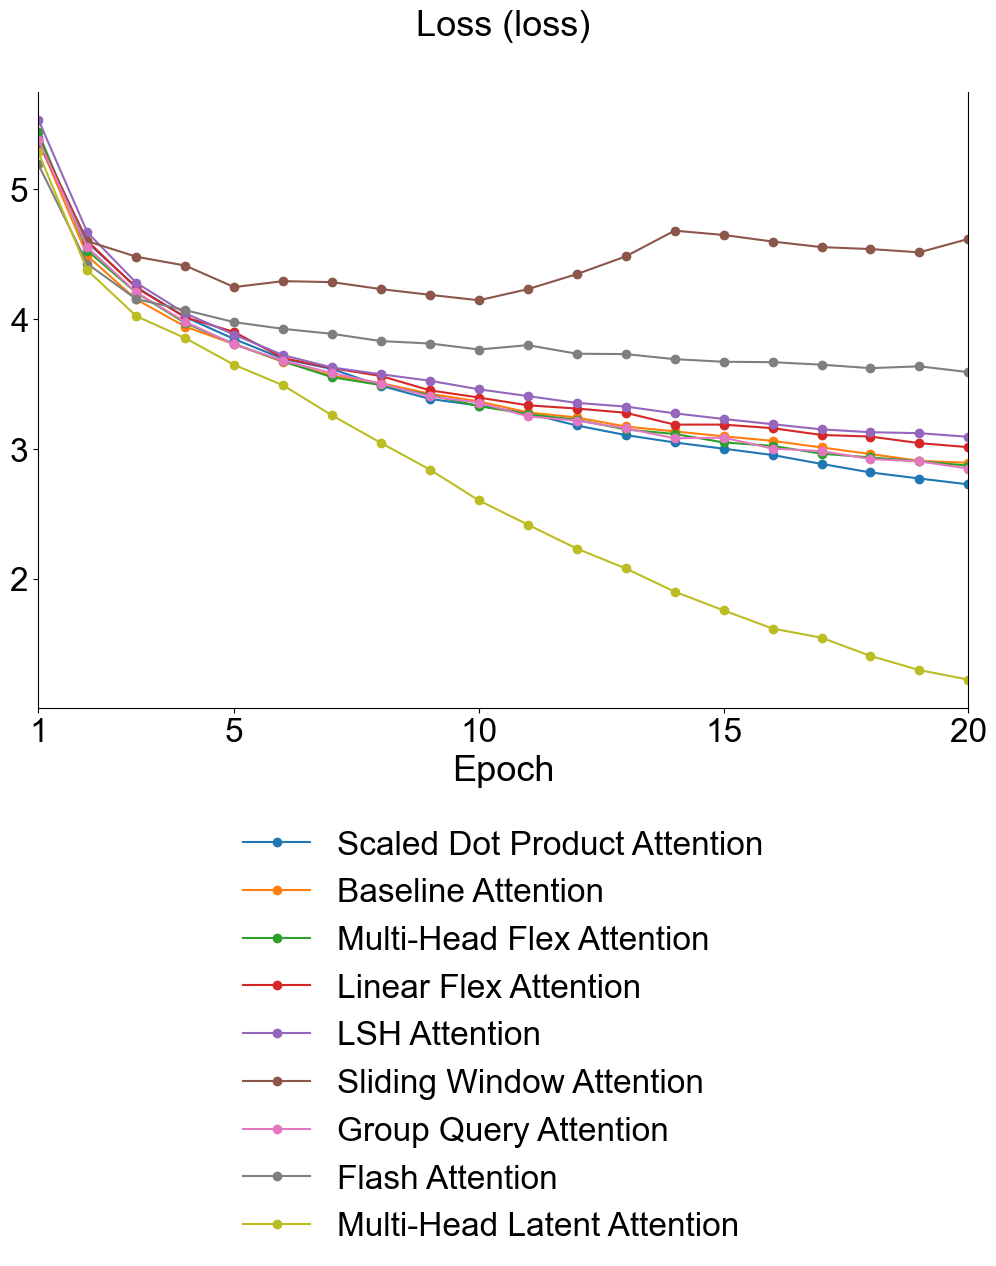 Loss (loss)
5
4
3
2
1 5 10 15 20
Epoch
Scaled Dot Product Attention
Baseline Attention
Multi-Head Flex Attention
Linear Flex Attention
LSH Attention
Sliding Window Attention
Group Query Attention
Flash Attention
Multi-Head Latent Attention